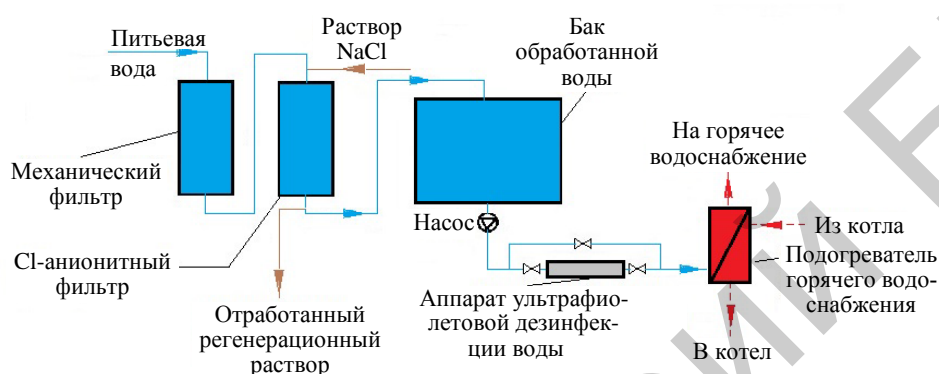 Питьевая
вода
Раствор
NaCl
Бак
обработанной
воды
Механический
фильтр
На горячее
водоснабжение
Насос
Из котла
Cl-анионитный
фильтр
Подогреватель
горячего водо-
снабжения
Аппарат ультрафио-
летовой дезинфек-
ции воды
Отработанный
регенерационный
раствор
В котел